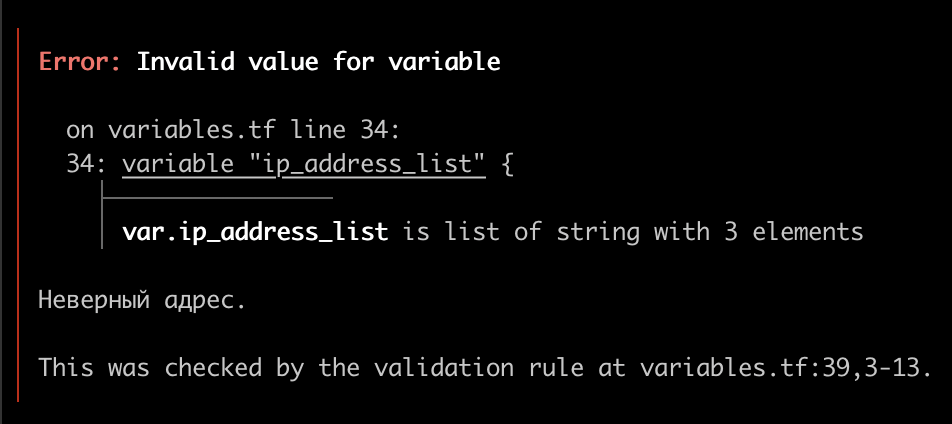 Error: Invalid value for variable
on variables.tf line 34:
34: variable "ip_address_list" {
var.ip_address_list is list of string with 3 elements
Неверный адрес.
This was checked by the validation rule at variables.tf:39,3-13.